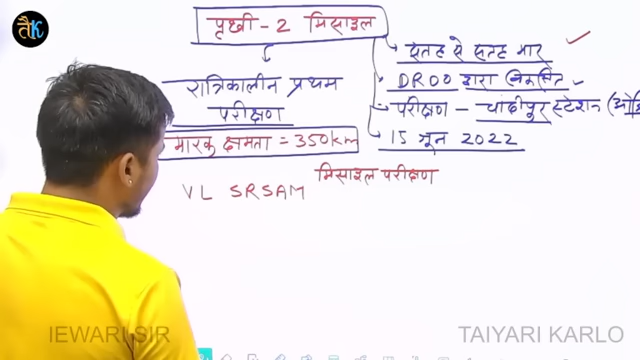 तैK
पृथ्वी-2 मिसाइल
सतह से सतह मार
रात्रिकालीन प्रथम
परीक्षण
DRDO द्वारा विकसित
परीक्षण - चांदीपुर स्टेशन
मारक क्षमता = 350km
15 जून 2022
मिसाइल परीक्षण
VL SRSAM
IEWARI SIR
TAIYARI KARLO